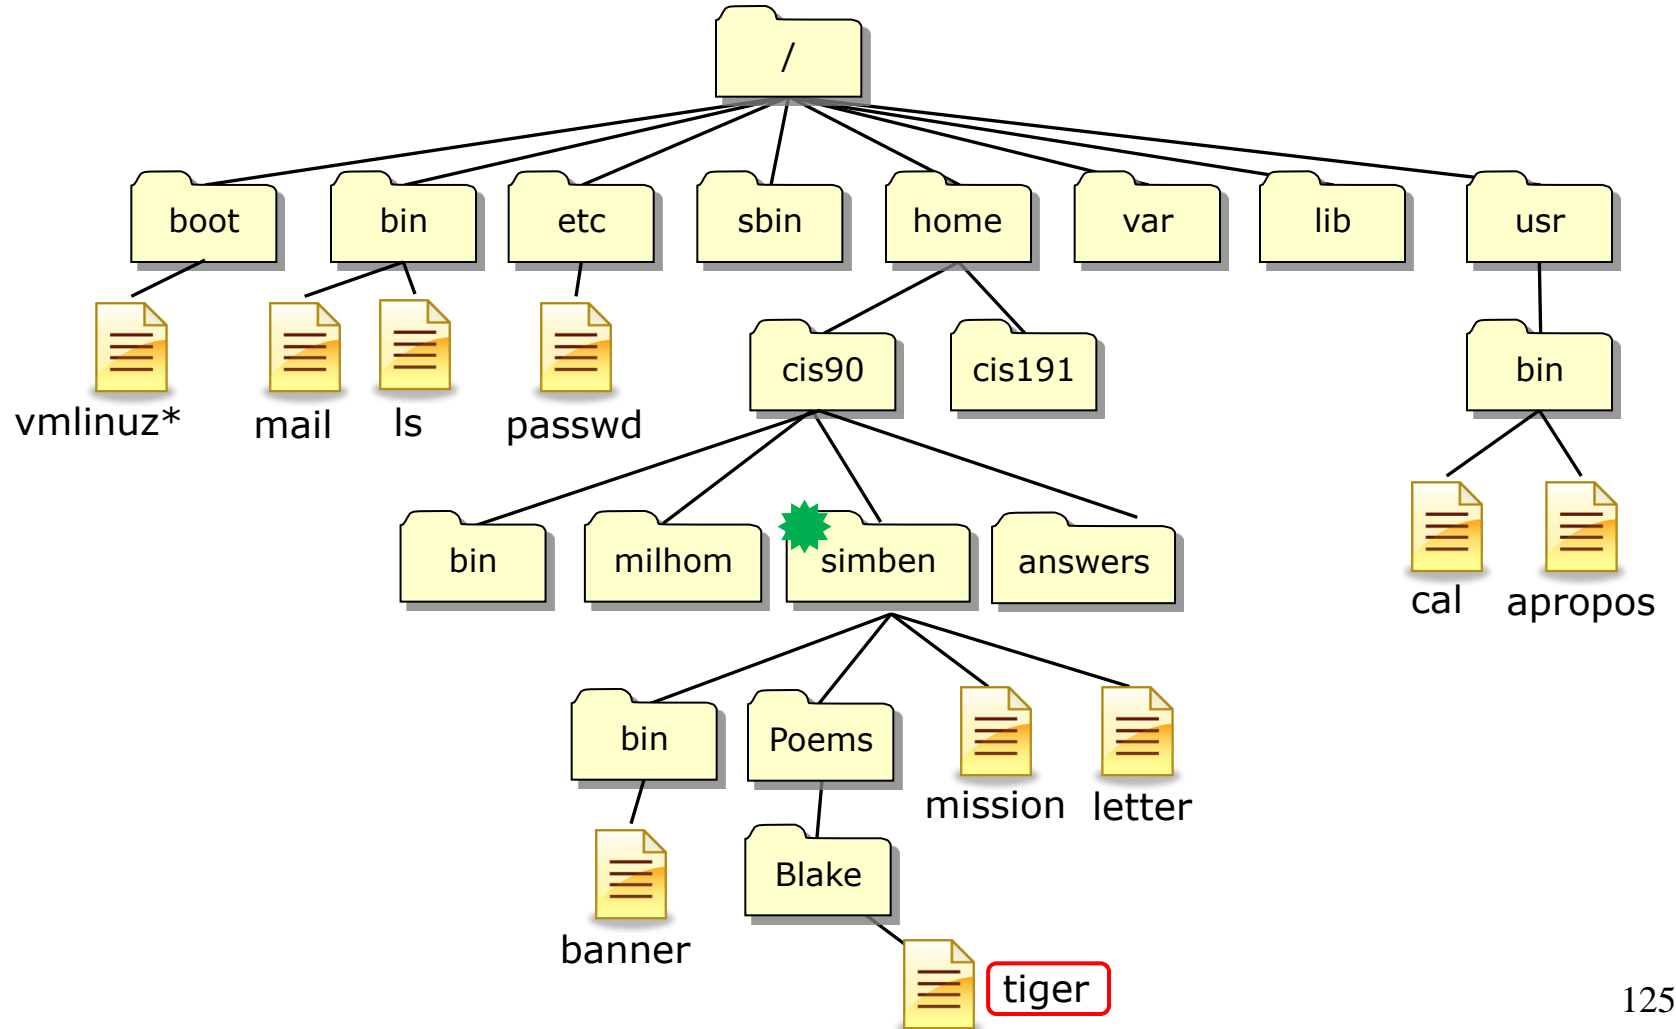 /
boot bin etc sbin home var lib usr
cis90 cis191 bin
vmlinuz* mail ls passwd
bin milhom simben answers
cal apropos
bin Poems
mission letter
Blake
banner
tiger
125